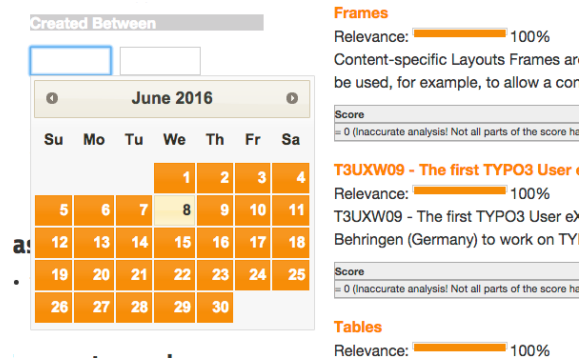 Created Between
June 2016
Su Mo Tu We Th Fr Sa
1 2 3 4
5 6 7 8 9 10 11
12 13 14 15 16 17 18
19 20 21 22 23 24 25
26 27 28 29 30
Frames
Relevance: 100%
Content-specific Layouts Frames are
be used, for example, to allow a con
Score
= 0 (Inaccurate analysis! Not all parts of the score ha
T3UXW09 - The first TYPO3 User e
Relevance: 100%
T3UXW09 - The first TYPO3 User eX
Behringen (Germany) to work on TY
Score
= 0 (Inaccurate analysis! Not all parts of the score ha
Tables
Relevance: 100%